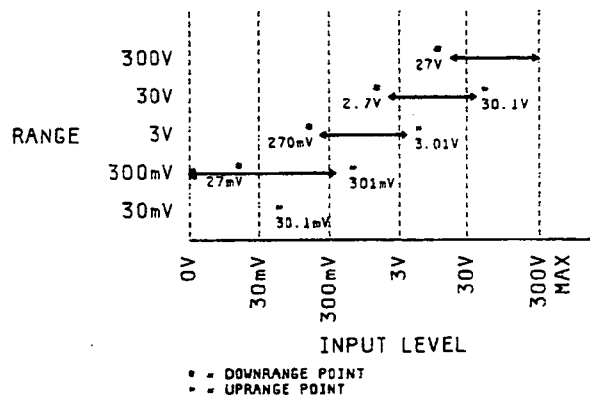 300V
27V
30V
2.7V
30.1V
RANGE
3V
270mV
3.01V
300mV
27mV
301mV
30mV
30.1mV
0V
30mV
300mV
3V
30V
300V MAX
INPUT LEVEL
* = DOWNRANGE POINT
" = UPRANGE POINT